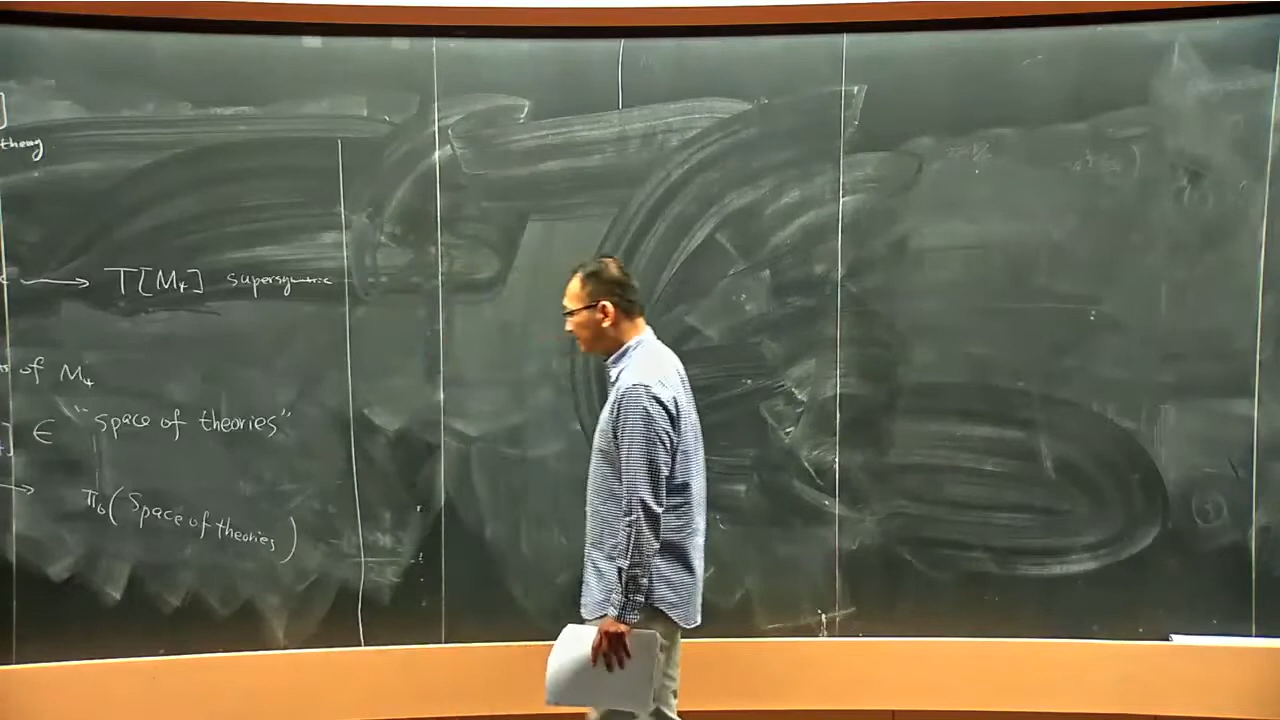 ]
theory
⟶ T[M₄] supersymmetric
of M₄
] ∈ "space of theories"
→ π₀(Space of theories)